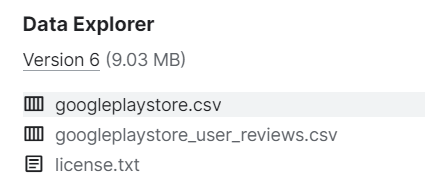 Data Explorer
Version 6 (9.03 MB)
googleplaystore.csv
googleplaystore_user_reviews.csv
license.txt